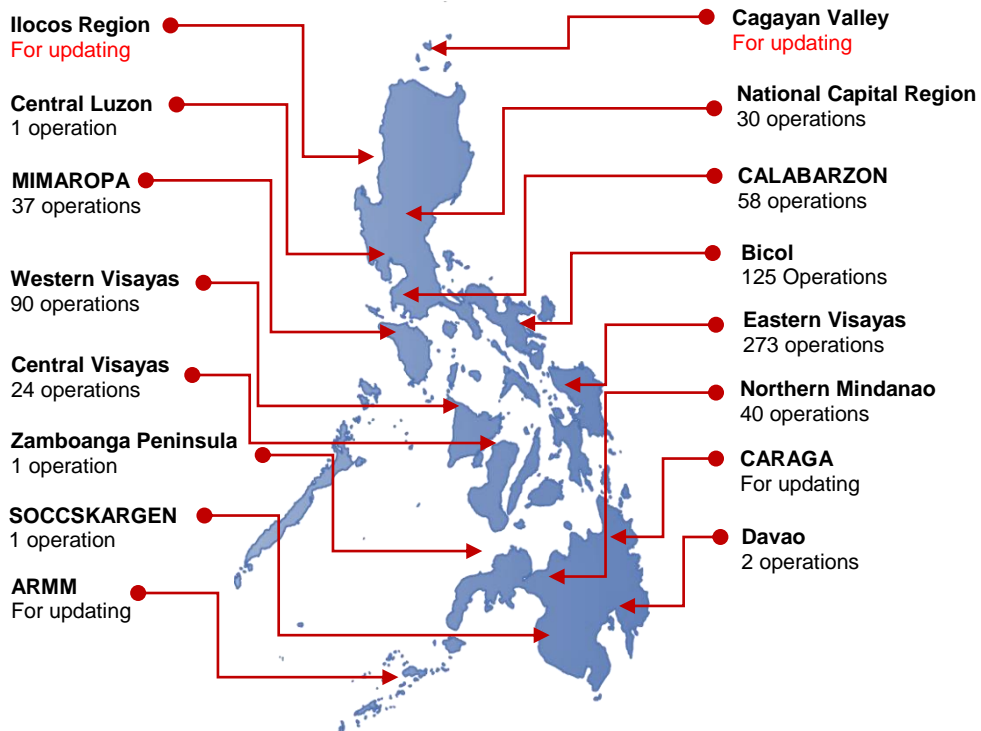 Ilocos Region
For updating
Central Luzon
1 operation
MIMAROPA
37 operations
Western Visayas
90 operations
Central Visayas
24 operations
Zamboanga Peninsula
1 operation
SOCCSKARGEN
1 operation
ARMM
For updating
Cagayan Valley
For updating
National Capital Region
30 operations
CALABARZON
58 operations
Bicol
125 Operations
Eastern Visayas
273 operations
Northern Mindanao
40 operations
CARAGA
For updating
Davao
2 operations